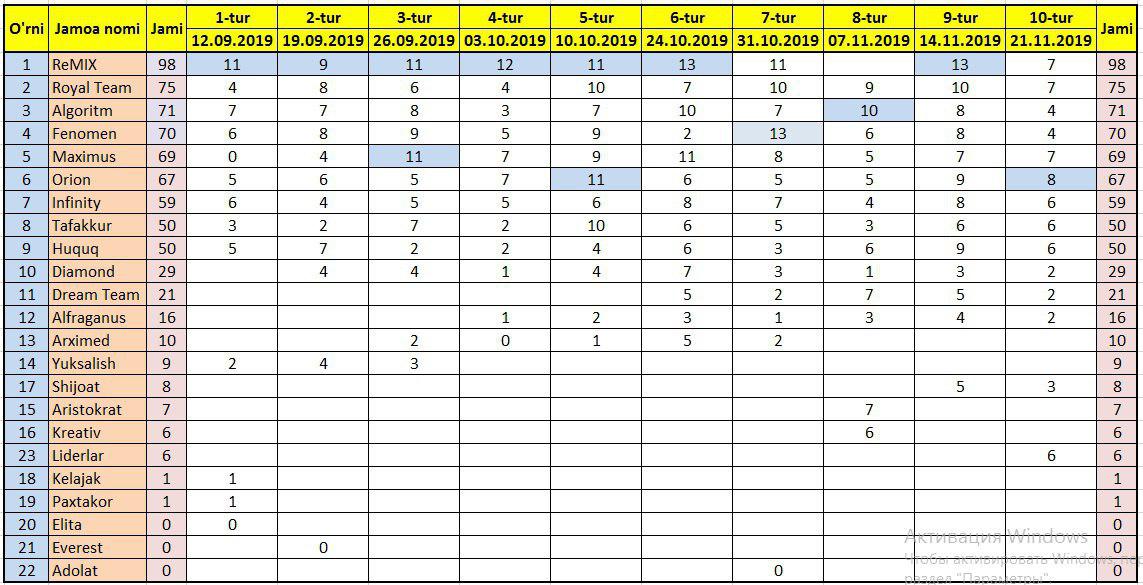 O'rni Jamoa nomi Jami 1-tur 2-tur 3-tur 4-tur 5-tur 6-tur 7-tur 8-tur 9-tur 10-tur Jami
12.09.2019 19.09.2019 26.09.2019 03.10.2019 10.10.2019 24.10.2019 31.10.2019 07.11.2019 14.11.2019 21.11.2019
1 ReMIX 98 11 9 11 12 11 13 11 13 7 98
2 Royal Team 75 4 8 6 4 10 7 10 9 10 7 75
3 Algoritm 71 7 7 8 3 7 10 7 10 8 4 71
4 Fenomen 70 6 8 9 5 9 2 13 6 8 4 70
5 Maximus 69 0 4 11 7 9 11 8 5 7 7 69
6 Orion 67 5 6 5 7 11 6 5 5 9 8 67
7 Infinity 59 6 4 5 5 6 8 7 4 8 6 59
8 Tafakkur 50 3 2 7 2 10 6 5 3 6 6 50
9 Huquq 50 5 7 2 2 4 6 3 6 9 6 50
10 Diamond 29 4 4 1 4 7 3 1 3 2 29
11 Dream Team 21 5 2 7 5 2 21
12 Alfraganus 16 1 2 3 1 3 4 2 16
13 Arximed 10 2 0 1 5 2 10
14 Yuksalish 9 2 4 3 9
17 Shijoat 8 5 3 8
15 Aristokrat 7 7 7
16 Kreativ 6 6 6
23 Liderlar 6 6 6
18 Kelajak 1 1 1
19 Paxtakor 1 1 1
20 Elita 0 0 0
21 Everest 0 0 0
22 Adolat 0 0 0
Активация Windows
Чтобы активировать Windows, пер
раздел "Параметры".